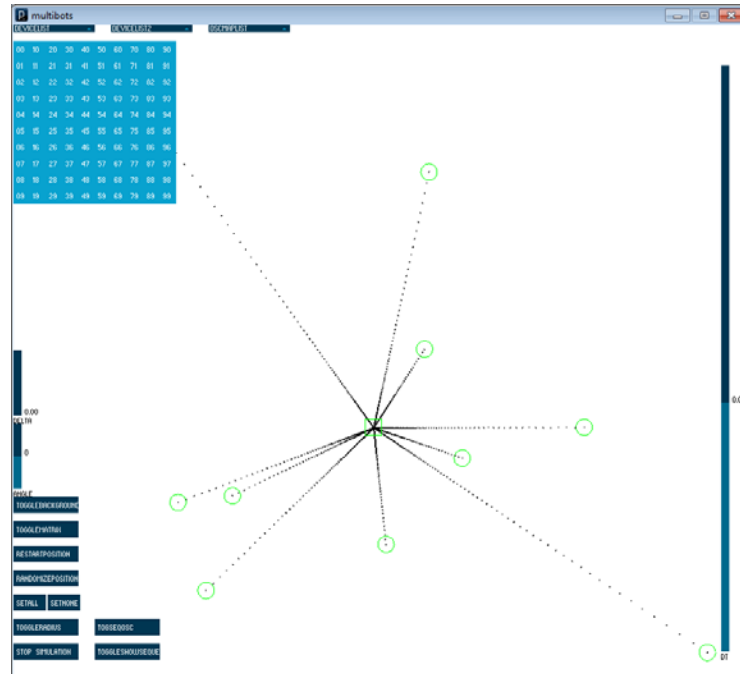 multibots
DEVICELIST DEVICELIST2 OSCMAPLIST
00 10 20 30 40 50 60 70 80 90
01 11 21 31 41 51 61 71 81 91
02 12 22 32 42 52 62 72 82 92
03 13 23 33 43 53 63 73 83 93
04 14 24 34 44 54 64 74 84 94
05 15 25 35 45 55 65 75 85 95
06 16 26 36 46 56 66 76 86 96
07 17 27 37 47 57 67 77 87 97
08 18 28 38 48 58 68 78 88 98
09 19 29 39 49 59 69 79 89 99
0.00
DELTA
0
ANGLE
TOGGLEBACKGROUND
TOGGLEMATRIX
RESTARTPOSITION
RANDOMIZEPOSITION
SETALL SETNONE
TOGGLERADIUS TOGSEQOSC
STOP SIMULATION TOGGLESHOWSEQUE
DT